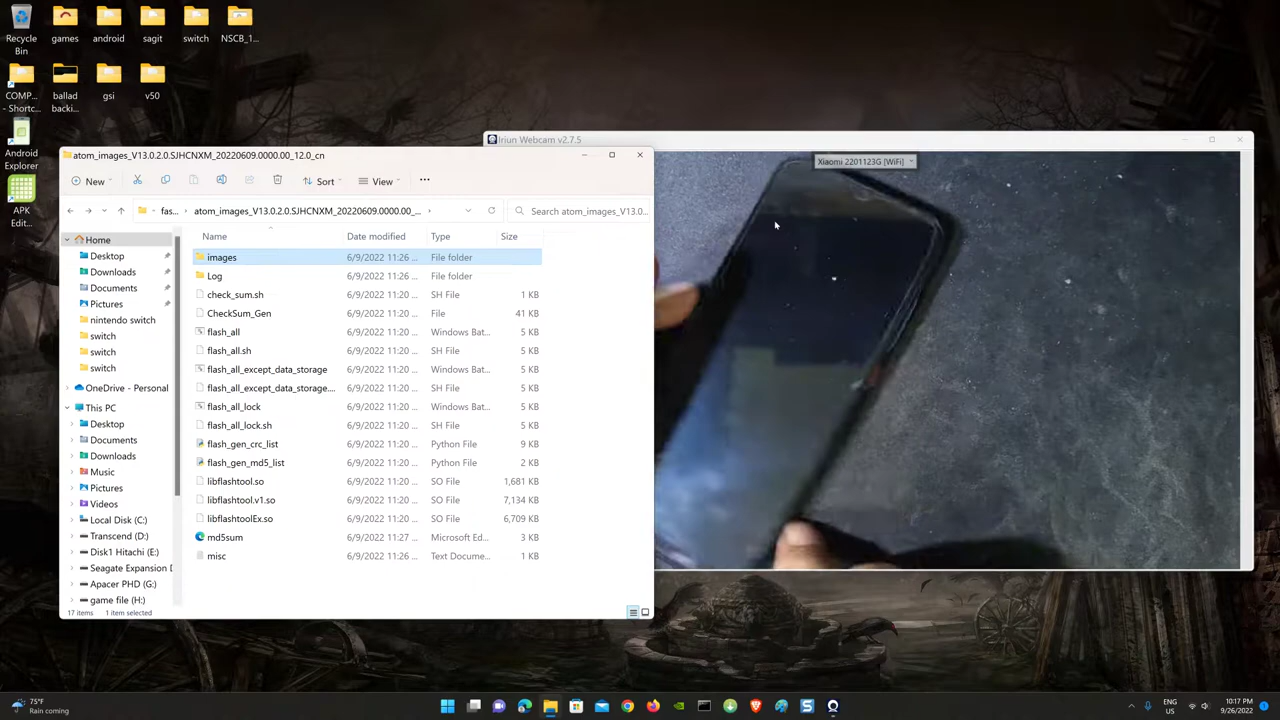 Recycle Bin
games
android
sagit
switch
NSCB_1...
COMP... - Shortc...
ballad backi...
gsi
v50
Android Explorer
APK Edit...
Iriun Webcam v2.7.5
Xiaomi 2201123G [WiFi]
atom_images_V13.0.2.0.SJHCNXM_20220609.0000.00_12.0_cn
New
Sort
View
fas...
atom_images_V13.0.2.0.SJHCNXM_20220609.0000.00_...
Search atom_images_V13.0...
Name Date modified Type Size
Home
Desktop
Downloads
Documents
Pictures
nintendo switch
switch
switch
switch
OneDrive - Personal
This PC
Desktop
Documents
Downloads
Music
Pictures
Videos
Local Disk (C:)
Transcend (D:)
Disk1 Hitachi (E:)
Seagate Expansion D
Apacer PHD (G:)
game file (H:)
images 6/9/2022 11:26 ... File folder
Log 6/9/2022 11:26 ... File folder
check_sum.sh 6/9/2022 11:20 ... SH File 1 KB
CheckSum_Gen 6/9/2022 11:20 ... File 41 KB
flash_all 6/9/2022 11:20 ... Windows Bat... 5 KB
flash_all.sh 6/9/2022 11:20 ... SH File 5 KB
flash_all_except_data_storage 6/9/2022 11:20 ... Windows Bat... 5 KB
flash_all_except_data_storage.... 6/9/2022 11:20 ... SH File 5 KB
flash_all_lock 6/9/2022 11:20 ... Windows Bat... 5 KB
flash_all_lock.sh 6/9/2022 11:20 ... SH File 5 KB
flash_gen_crc_list 6/9/2022 11:20 ... Python File 9 KB
flash_gen_md5_list 6/9/2022 11:20 ... Python File 2 KB
libflashtool.so 6/9/2022 11:20 ... SO File 1,681 KB
libflashtool.v1.so 6/9/2022 11:20 ... SO File 7,134 KB
libflashtoolEx.so 6/9/2022 11:20 ... SO File 6,709 KB
md5sum 6/9/2022 11:27 ... Microsoft Ed... 3 KB
misc 6/9/2022 11:26 ... Text Docume... 1 KB
17 items 1 item selected
75°F
Rain coming
ENG
US
10:17 PM
9/26/2022